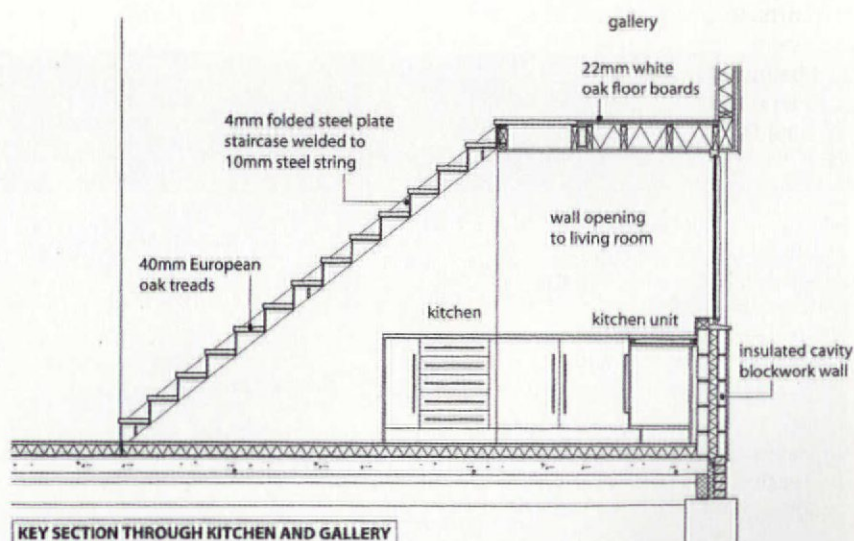 gallery
22mm white
oak floor boards
4mm folded steel plate
staircase welded to
10mm steel string
wall opening
to living room
40mm European
oak treads
kitchen
kitchen unit
insulated cavity
blockwork wall
KEY SECTION THROUGH KITCHEN AND GALLERY